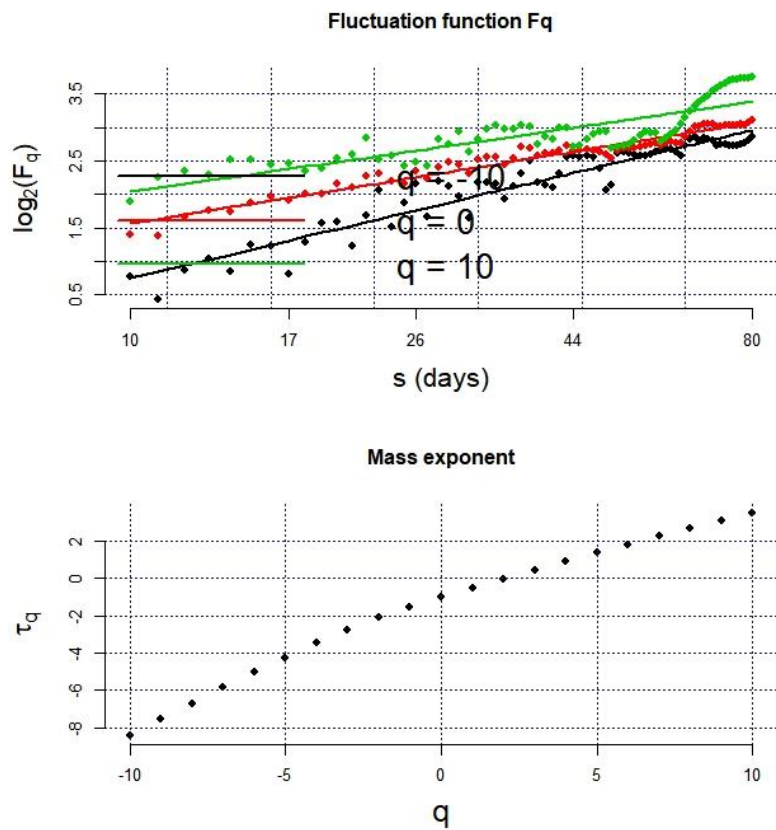 Fluctuation function Fq
log2(Fq)
3.5
2.5
1.5
0.5
q = -10
q = 0
q = 10
10 17 26 44 80
s (days)
Mass exponent
τq
2
0
-2
-4
-6
-8
-10 -5 0 5 10
q